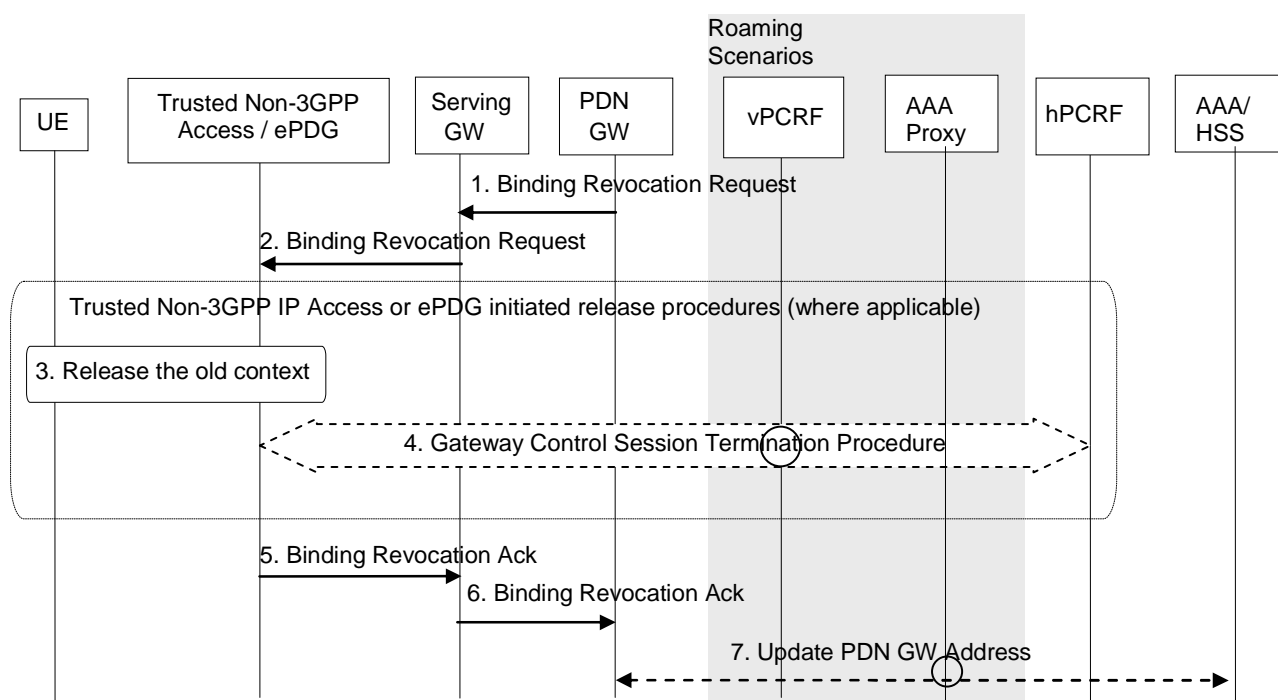 Roaming
Scenarios
UE
Trusted Non-3GPP
Access / ePDG
Serving
GW
PDN
GW
vPCRF
AAA
Proxy
hPCRF
AAA/
HSS
1. Binding Revocation Request
2. Binding Revocation Request
Trusted Non-3GPP IP Access or ePDG initiated release procedures (where applicable)
3. Release the old context
4. Gateway Control Session Termination Procedure
5. Binding Revocation Ack
6. Binding Revocation Ack
7. Update PDN GW Address